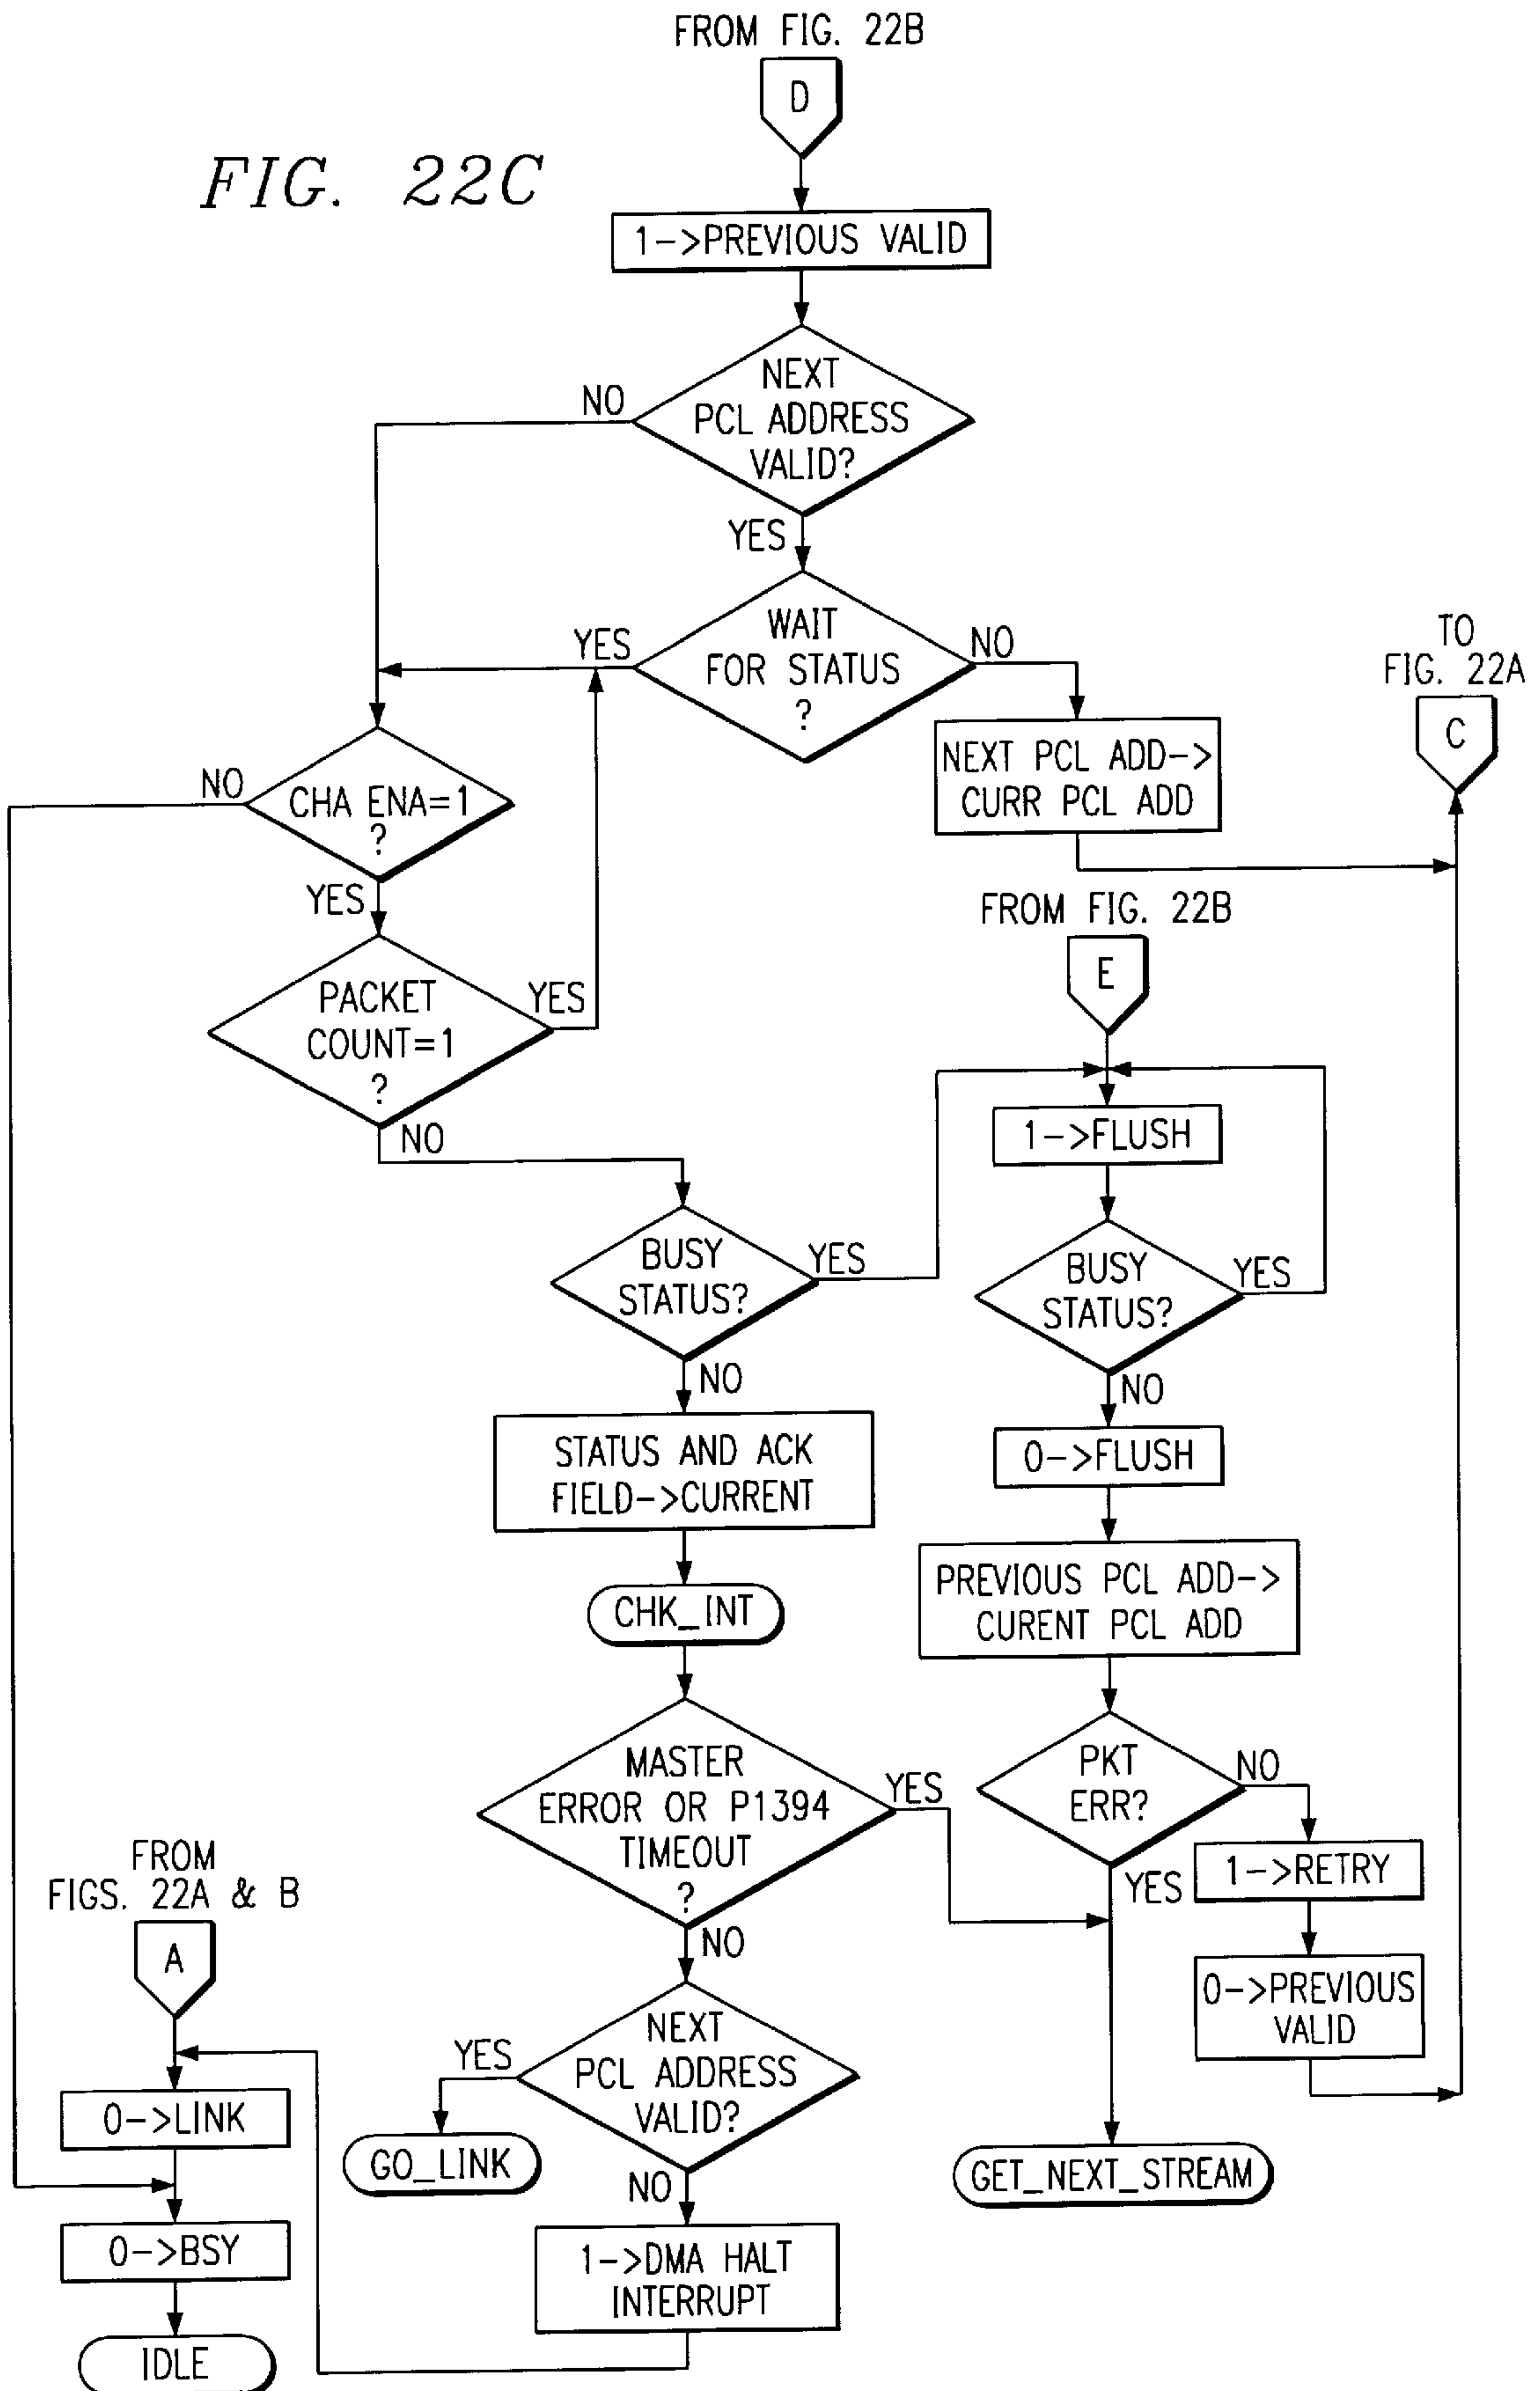 FROM FIG. 22B
D
FIG. 22C
1->PREVIOUS VALID
NEXT
PCL ADDRESS
VALID?
NO
YES
WAIT
FOR STATUS
?
YES
NO
TO
FIG. 22A
C
NEXT PCL ADD->
CURR PCL ADD
CHA ENA=1
?
NO
YES
FROM FIG. 22B
E
PACKET
COUNT=1
?
YES
NO
1->FLUSH
BUSY
STATUS?
YES
NO
BUSY
STATUS?
YES
NO
STATUS AND ACK
FIELD->CURRENT
0->FLUSH
CHK_INT
PREVIOUS PCL ADD->
CURENT PCL ADD
MASTER
ERROR OR P1394
TIMEOUT
?
YES
NO
PKT
ERR?
NO
YES
1->RETRY
0->PREVIOUS
VALID
FROM
FIGS. 22A & B
A
NEXT
PCL ADDRESS
VALID?
YES
NO
GO_LINK
GET_NEXT_STREAM
0->LINK
0->BSY
IDLE
1->DMA HALT
INTERRUPT